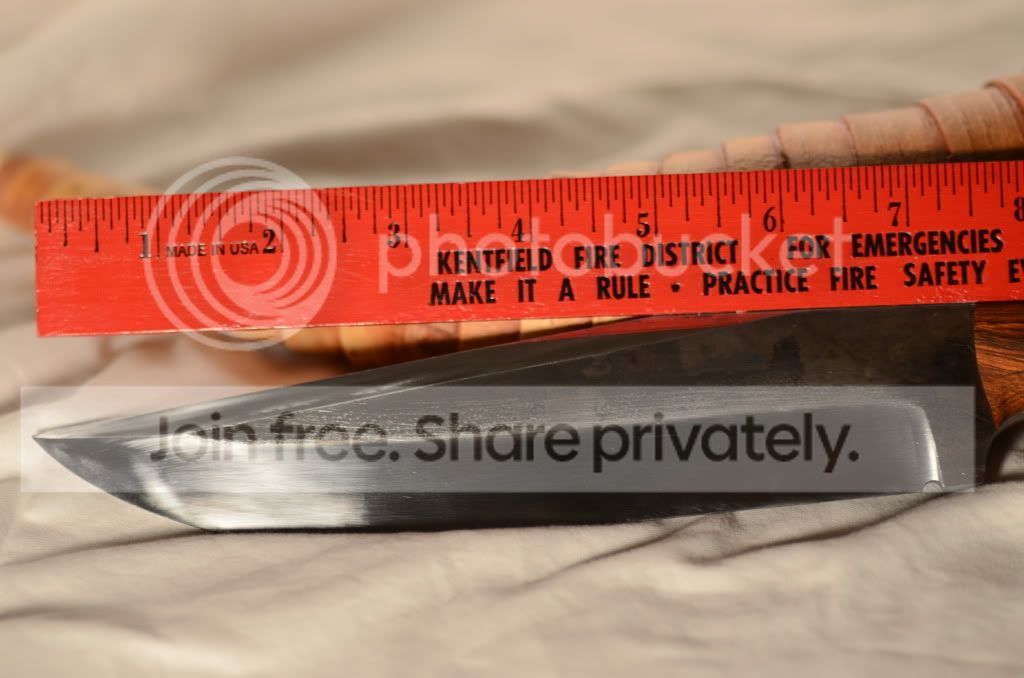 1 MADE IN USA 2 3 4 5 6 7 8
photobucket
KENTFIELD FIRE DISTRICT FOR EMERGENCIES
MAKE IT A RULE • PRACTICE FIRE SAFETY
Join free. Share privately.